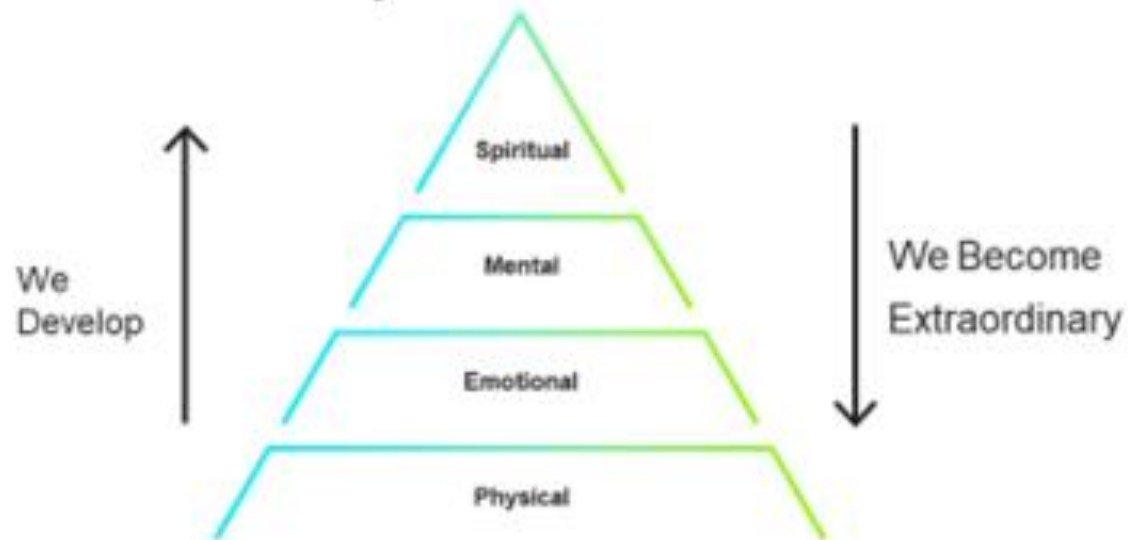 Spiritual
Mental
We
Develop
Emotional
Physical
We Become
Extraordinary